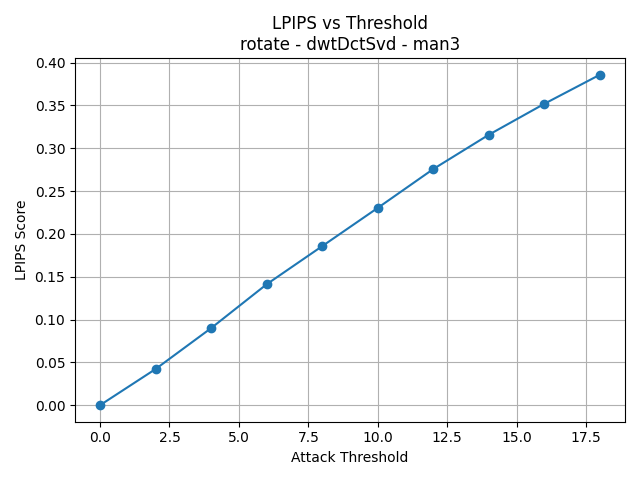 LPIPS vs Threshold
rotate - dwtDctSvd - man3
0.40
0.35
0.30
0.25
0.20
0.15
0.10
0.05
0.00
LPIPS Score
0.0 2.5 5.0 7.5 10.0 12.5 15.0 17.5
Attack Threshold